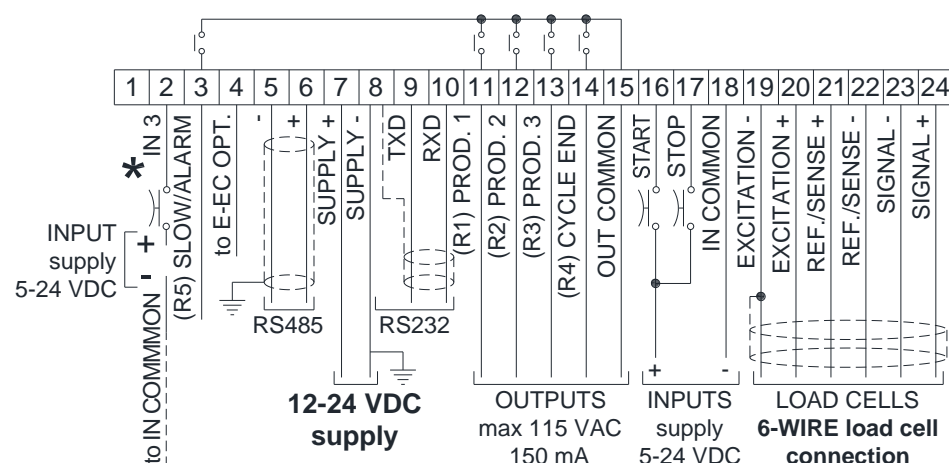 1 2 3 4 5 6 7 8 9 10 11 12 13 14 15 16 17 18 19 20 21 22 23 24
*
IN 3
(R5) SLOW/ALARM
to E-EC OPT.
-
+
SUPPLY +
SUPPLY -
TXD
RXD
(R1) PROD. 1
(R2) PROD. 2
(R3) PROD. 3
(R4) CYCLE END
OUT COMMON
START
STOP
IN COMMON
EXCITATION -
EXCITATION +
REF./SENSE +
REF./SENSE -
SIGNAL -
SIGNAL +
INPUT
supply
5-24 VDC
+
-
to IN COMMMON
RS485
RS232
12-24 VDC
supply
OUTPUTS
max 115 VAC
150 mA
+ -
INPUTS
supply
5-24 VDC
LOAD CELLS
6-WIRE load cell
connection